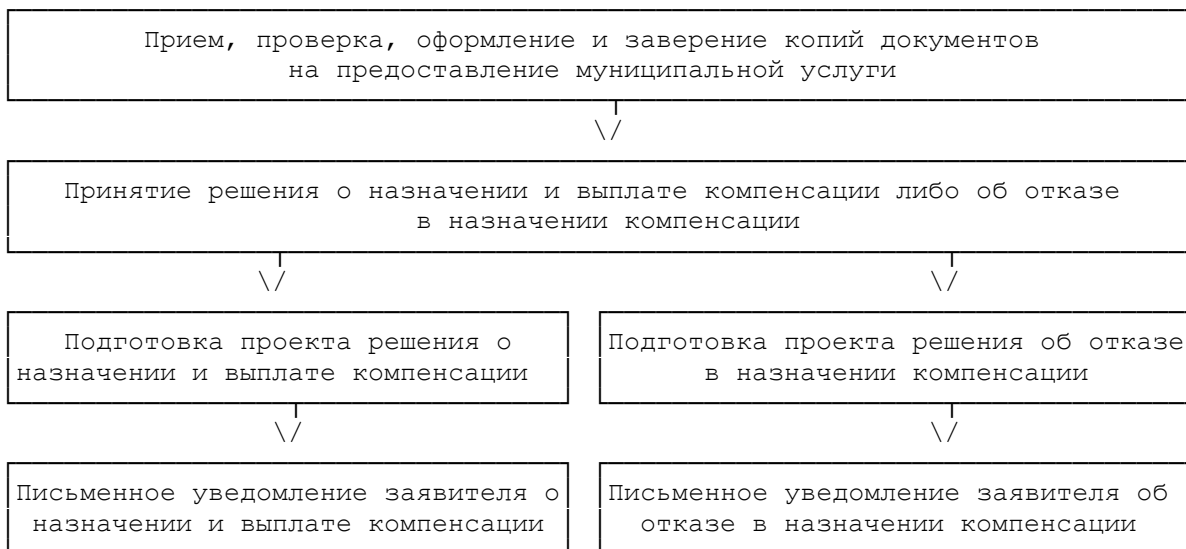 Прием, проверка, оформление и заверение копий документов
на предоставление муниципальной услуги
\/
Принятие решения о назначении и выплате компенсации либо об отказе
в назначении компенсации
\/ \/
Подготовка проекта решения о
назначении и выплате компенсации
Подготовка проекта решения об отказе
в назначении компенсации
\/ \/
Письменное уведомление заявителя о
назначении и выплате компенсации
Письменное уведомление заявителя об
отказе в назначении компенсации